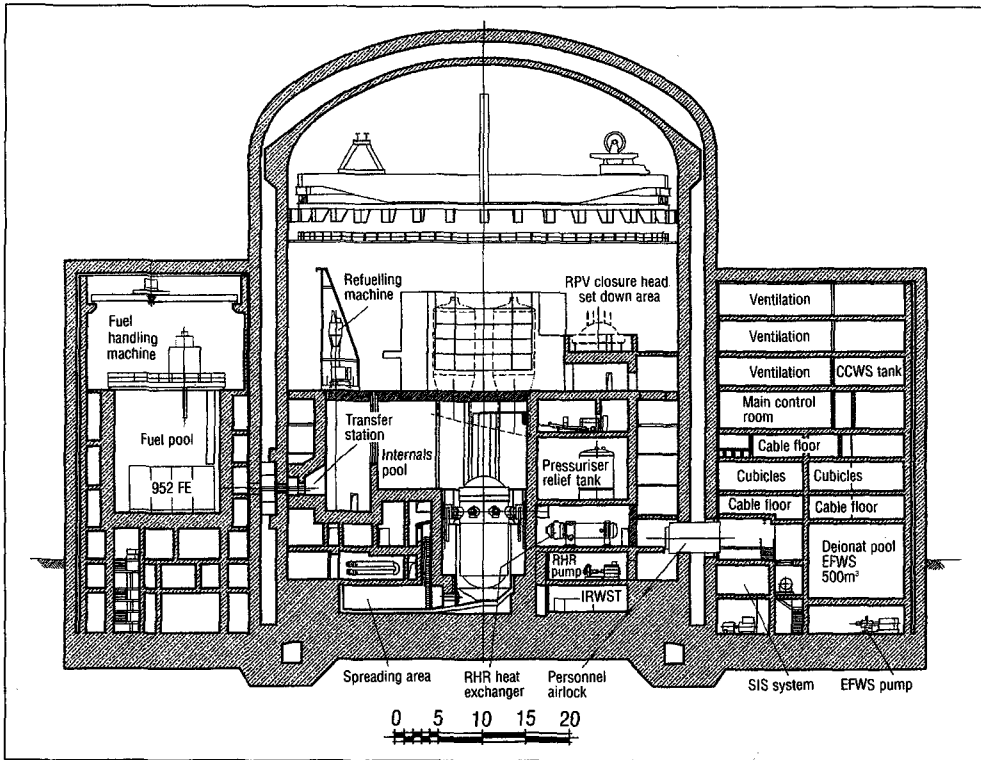 Refuelling
machine
RPV closure head
set down area
Fuel
handling
machine
Ventilation
Ventilation
Ventilation
CCWS tank
Main control
room
Transfer
station
Fuel pool
Internals
pool
Cable floor
Pressuriser
relief tank
952 FE
Cubicles
Cubicles
Cable floor
Cable floor
Deionat pool
EFWS
500m³
RHR
pump
IRWST
Spreading area
RHR heat
exchanger
Personnel
airlock
SIS system
EFWS pump
0 5 10 15 20